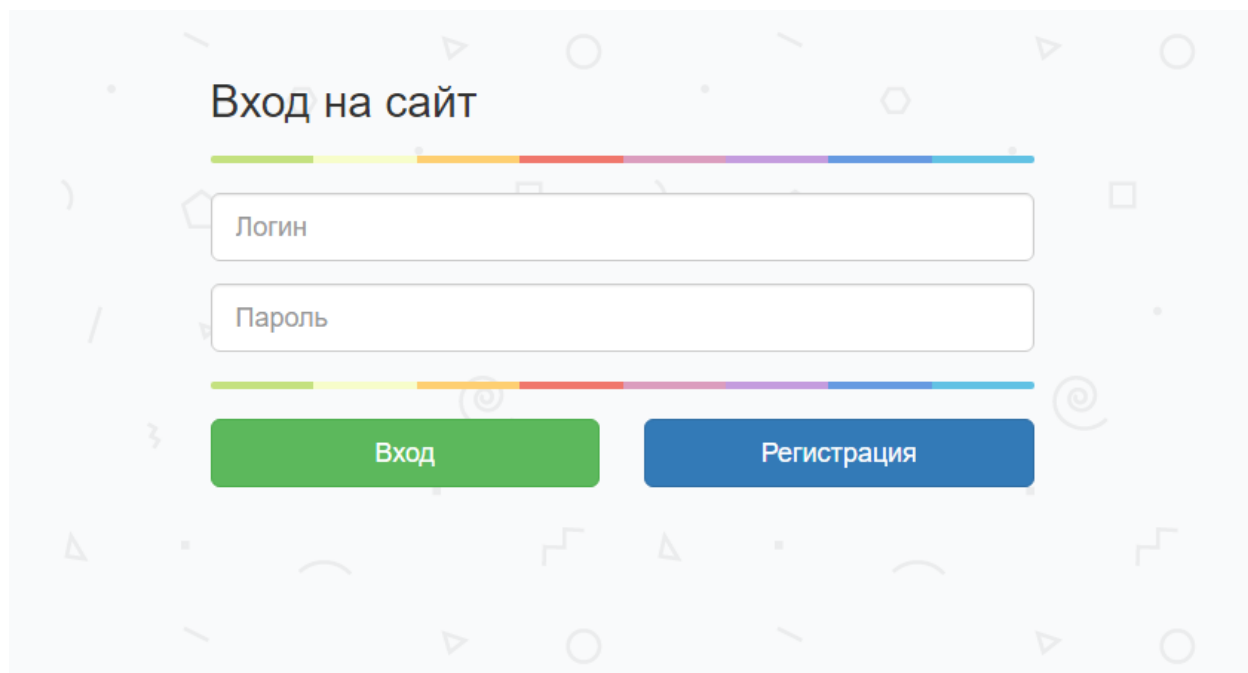 Вход на сайт
Логин
Пароль
Вход
Регистрация